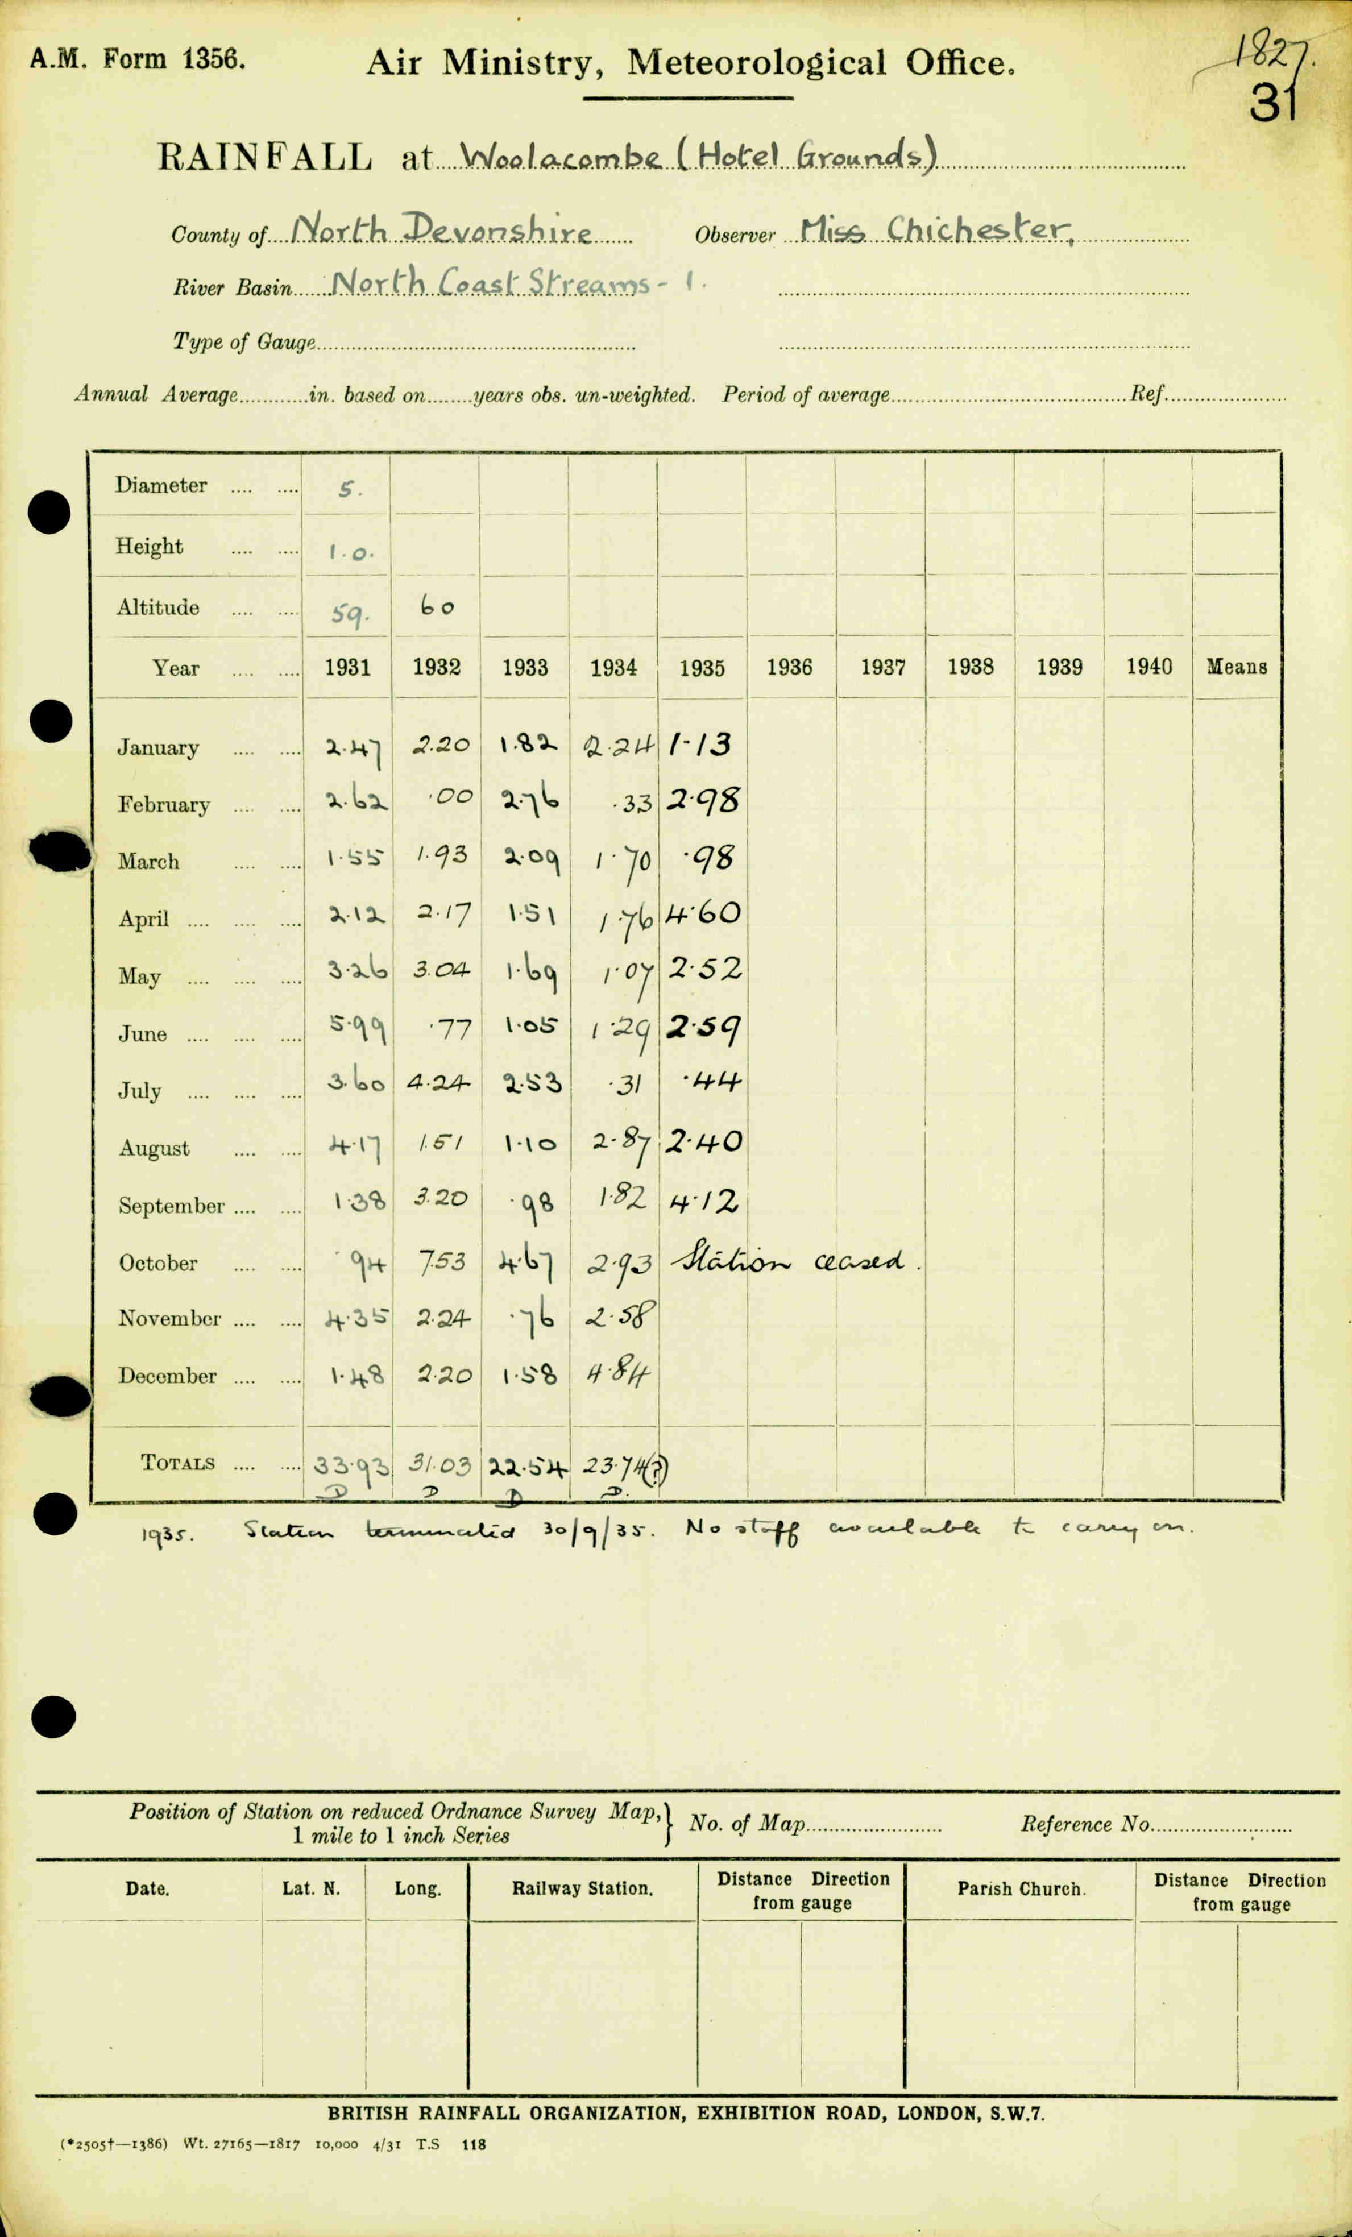 A.M. Form 1356.
Air Ministry, Meteorological Office.
1827.
31
RAINFALL at Woolacombe (Hotel Grounds)
County of North Devonshire Observer Miss Chichester,
River Basin North Coast Streams - 1.
Type of Gauge
Annual Average in. based on years obs. un-weighted. Period of average Ref.
Diameter 5.
Height 1.0.
Altitude 59. 60
Year 1931 1932 1933 1934 1935 1936 1937 1938 1939 1940 Means
January 2.47 2.20 1.82 2.24 1.13
February 2.62 .00 2.76 .33 2.98
March 1.55 1.93 2.09 1.70 .98
April 2.12 2.17 1.51 1.76 4.60
May 3.26 3.04 1.69 1.07 2.52
June 5.99 .77 1.05 1.29 2.59
July 3.60 4.24 2.53 .31 .44
August 4.17 1.51 1.10 2.87 2.40
September 1.38 3.20 .98 1.82 4.12
October .94 7.53 4.67 2.93 Station ceased.
November 4.35 2.24 .76 2.58
December 1.48 2.20 1.58 4.84
TOTALS 33.93 31.03 22.54 23.74(?)
D D D D.
1935. Station terminated 30/9/35. No staff available to carry on.
Position of Station on reduced Ordnance Survey Map, } No. of Map Reference No.
1 mile to 1 inch Series
Date. Lat. N. Long. Railway Station. Distance Direction from gauge Parish Church. Distance Direction from gauge
BRITISH RAINFALL ORGANIZATION, EXHIBITION ROAD, LONDON, S.W.7.
(*2505†—1386) Wt. 27165—1817 10,000 4/31 T.S 118